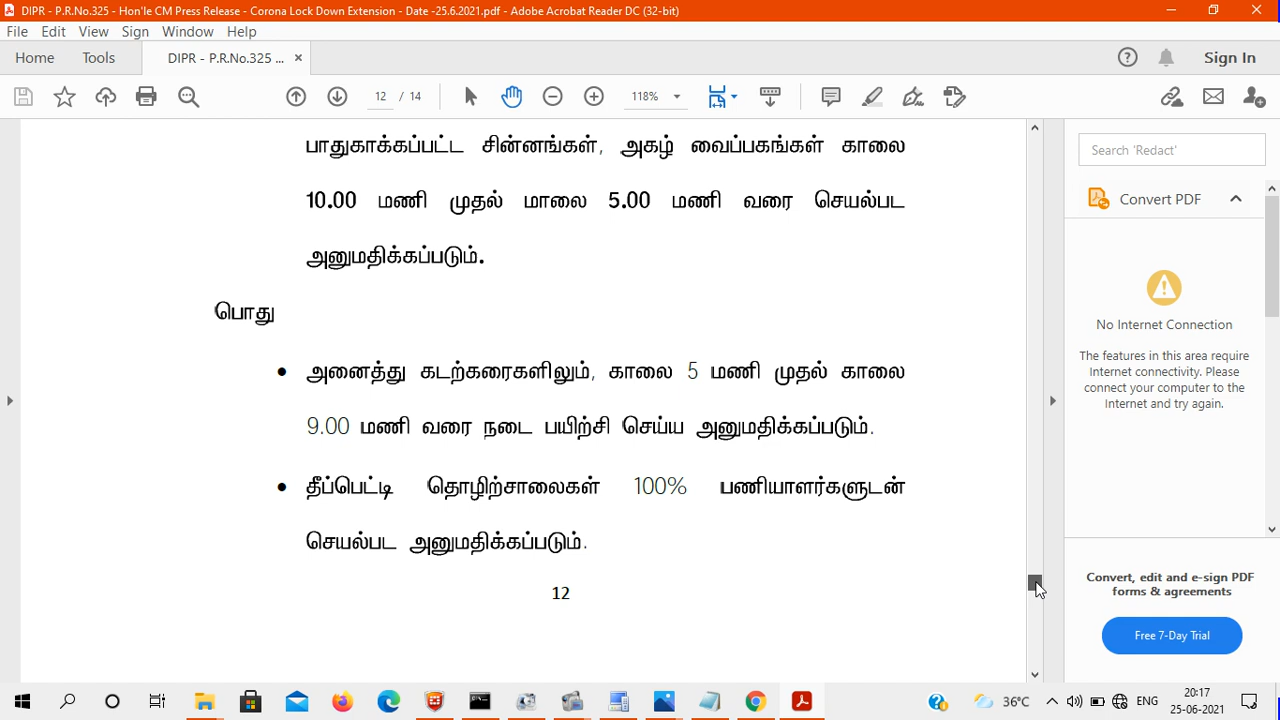 DIPR - P.R.No.325 - Hon'le CM Press Release - Corona Lock Down Extension - Date -25.6.2021.pdf - Adobe Acrobat Reader DC (32-bit)
File Edit View Sign Window Help
Home Tools DIPR - P.R.No.325 ... × Sign In
12 / 14 118%
பாதுகாக்கப்பட்ட சின்னங்கள், அகழ் வைப்பகங்கள் காலை
10.00 மணி முதல் மாலை 5.00 மணி வரை செயல்பட
அனுமதிக்கப்படும்.
பொது
• அனைத்து கடற்கரைகளிலும், காலை 5 மணி முதல் காலை
9.00 மணி வரை நடை பயிற்சி செய்ய அனுமதிக்கப்படும்.
• தீப்பெட்டி தொழிற்சாலைகள் 100% பணியாளர்களுடன்
செயல்பட அனுமதிக்கப்படும்.
12
Search 'Redact'
Convert PDF
No Internet Connection
The features in this area require
Internet connectivity. Please
connect your computer to the
Internet and try again.
Convert, edit and e-sign PDF
forms & agreements
Free 7-Day Trial
36°C ENG 20:17
25-06-2021